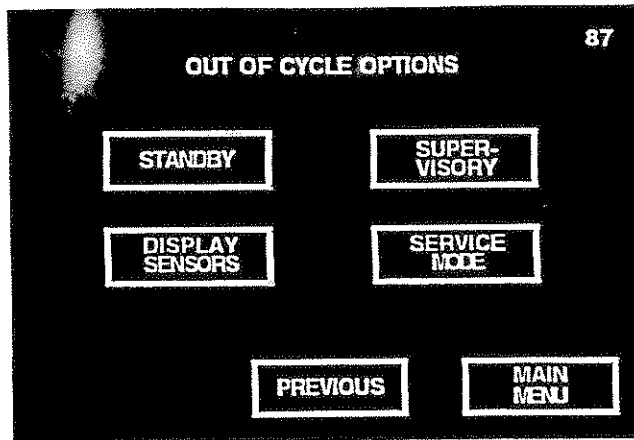 87
OUT OF CYCLE OPTIONS
STANDBY
SUPER-
VISORY
DISPLAY
SENSORS
SERVICE
MODE
PREVIOUS
MAIN
MENU